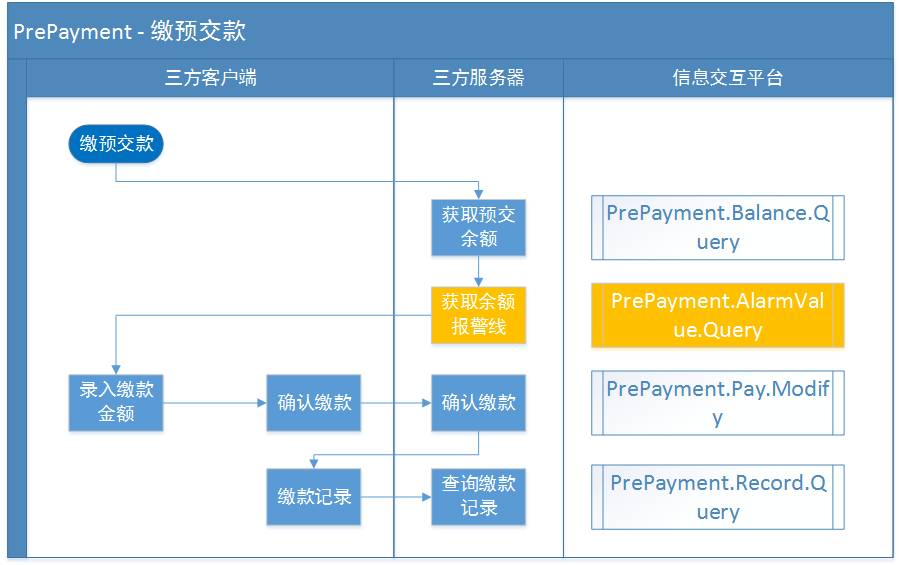 PrePayment - 缴预交款
三方客户端
三方服务器
信息交互平台
缴预交款
获取预交
余额
PrePayment.Balance.Q
uery
获取余额
报警线
PrePayment.AlarmVal
ue.Query
录入缴款
金额
确认缴款
确认缴款
PrePayment.Pay.Modif
y
缴款记录
查询缴款
记录
PrePayment.Record.Q
uery